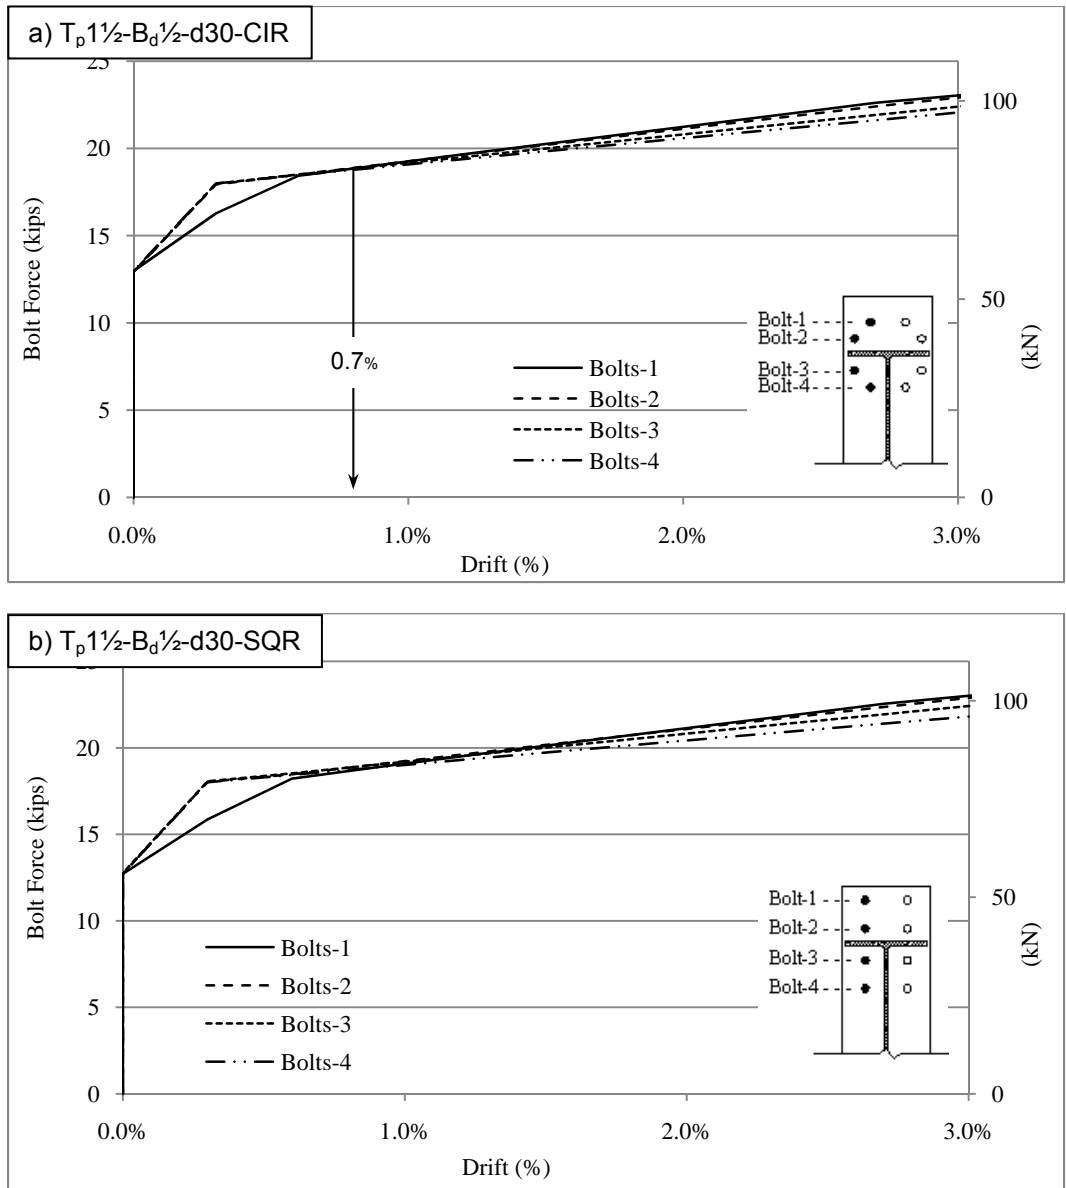 a) Tp1½-Bd½-d30-CIR
25
20
15
10
5
0
Bolt Force (kips)
100
50
0
(kN)
0.7%
Bolts-1
Bolts-2
Bolts-3
Bolts-4
Bolt-1
Bolt-2
Bolt-3
Bolt-4
0.0% 1.0% 2.0% 3.0%
Drift (%)
b) Tp1½-Bd½-d30-SQR
20
15
10
5
0
Bolt Force (kips)
100
50
0
(kN)
Bolts-1
Bolts-2
Bolts-3
Bolts-4
Bolt-1
Bolt-2
Bolt-3
Bolt-4
0.0% 1.0% 2.0% 3.0%
Drift (%)